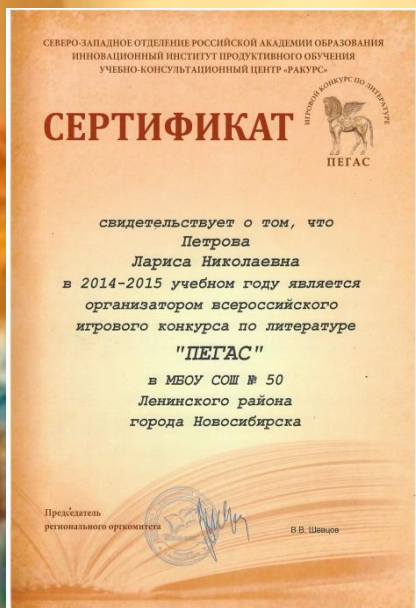 СЕВЕРО-ЗАПАДНОЕ ОТДЕЛЕНИЕ РОССИЙСКОЙ АКАДЕМИИ ОБРАЗОВАНИЯ
ИННОВАЦИОННЫЙ ИНСТИТУТ ПРОДУКТИВНОГО ОБУЧЕНИЯ
УЧЕБНО-КОНСУЛЬТАЦИОННЫЙ ЦЕНТР «РАКУРС»
ИГРОВОЙ КОНКУРС ПО ЛИТЕРАТУРЕ
ПЕГАС
СЕРТИФИКАТ
свидетельствует о том, что
Петрова
Лариса Николаевна
в 2014-2015 учебном году является
организатором всероссийского
игрового конкурса по литературе
"ПЕГАС"
в МБОУ СОШ № 50
Ленинского района
города Новосибирска
Председатель
регионального оргкомитета
В.В. Шевцов